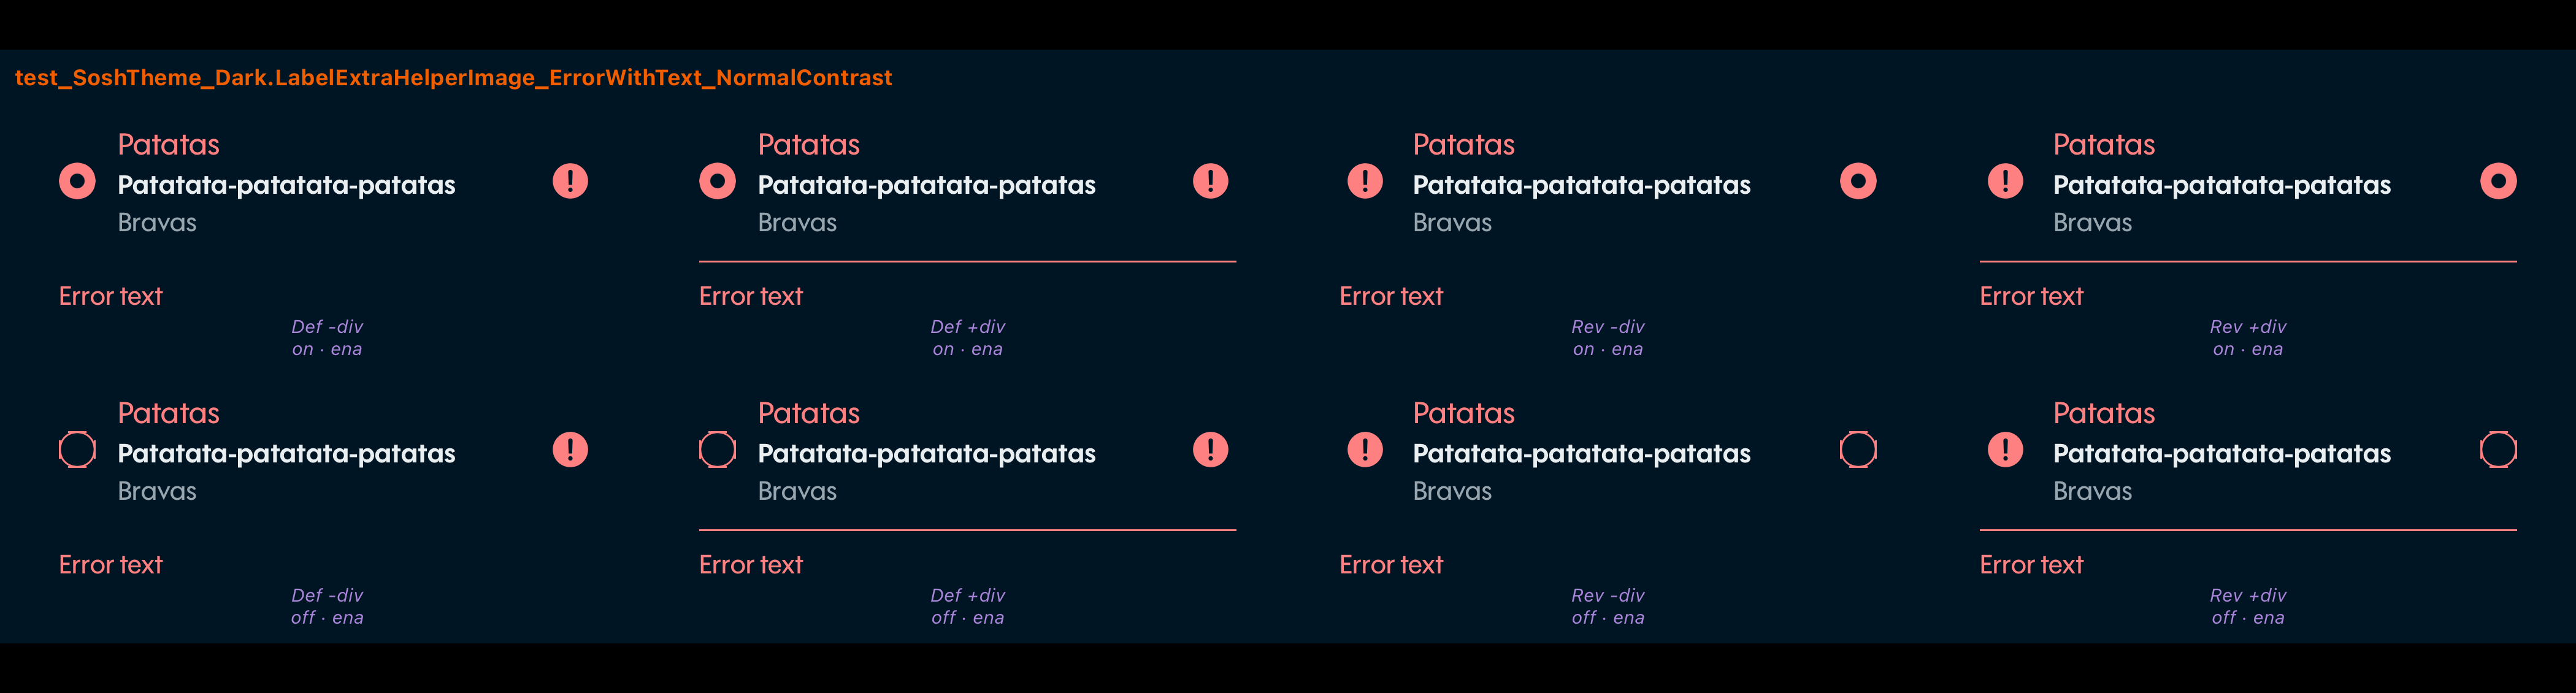 test_SoshTheme_Dark.LabelExtraHelperImage_ErrorWithText_NormalContrast
Patatas
Patatata-patatata-patatas
Bravas
Error text
Def -div
on · ena
Patatas
Patatata-patatata-patatas
Bravas
Error text
Def +div
on · ena
Patatas
Patatata-patatata-patatas
Bravas
Error text
Rev -div
on · ena
Patatas
Patatata-patatata-patatas
Bravas
Error text
Rev +div
on · ena
Patatas
Patatata-patatata-patatas
Bravas
Error text
Def -div
off · ena
Patatas
Patatata-patatata-patatas
Bravas
Error text
Def +div
off · ena
Patatas
Patatata-patatata-patatas
Bravas
Error text
Rev -div
off · ena
Patatas
Patatata-patatata-patatas
Bravas
Error text
Rev +div
off · ena